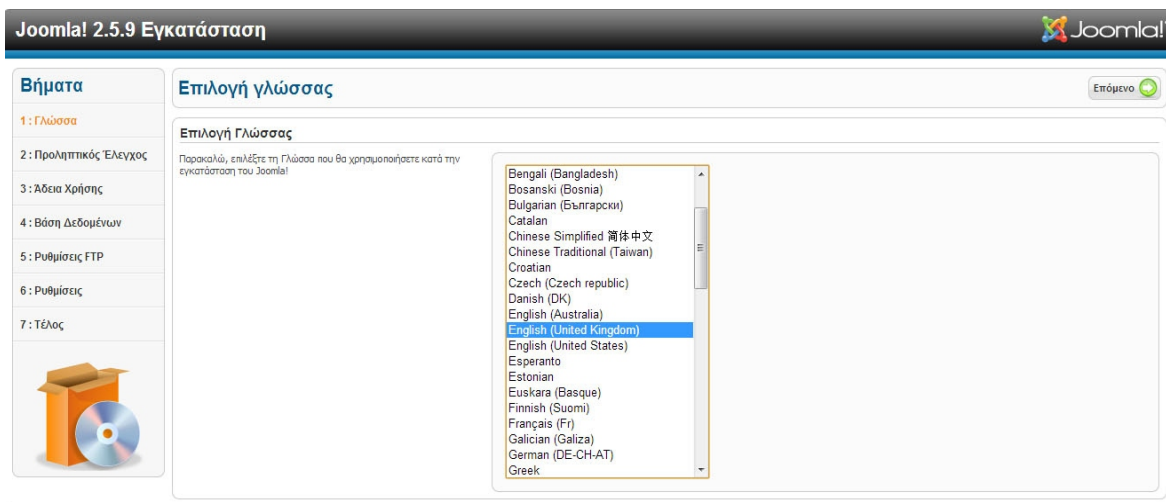 Joomla! 2.5.9 Εγκατάσταση
Joomla!
Βήματα
1 : Γλώσσα
2 : Προληπτικός Έλεγχος
3 : Άδεια Χρήσης
4 : Βάση Δεδομένων
5 : Ρυθμίσεις FTP
6 : Ρυθμίσεις
7 : Τέλος
Επιλογή γλώσσας
Επόμενο
Επιλογή Γλώσσας
Παρακαλώ, επιλέξτε τη Γλώσσα που θα χρησιμοποιήσετε κατά την
εγκατάσταση του Joomla!
Bengali (Bangladesh)
Bosanski (Bosnia)
Bulgarian (Български)
Catalan
Chinese Simplified 简体中文
Chinese Traditional (Taiwan)
Croatian
Czech (Czech republic)
Danish (DK)
English (Australia)
English (United Kingdom)
English (United States)
Esperanto
Estonian
Euskara (Basque)
Finnish (Suomi)
Français (Fr)
Galician (Galiza)
German (DE-CH-AT)
Greek